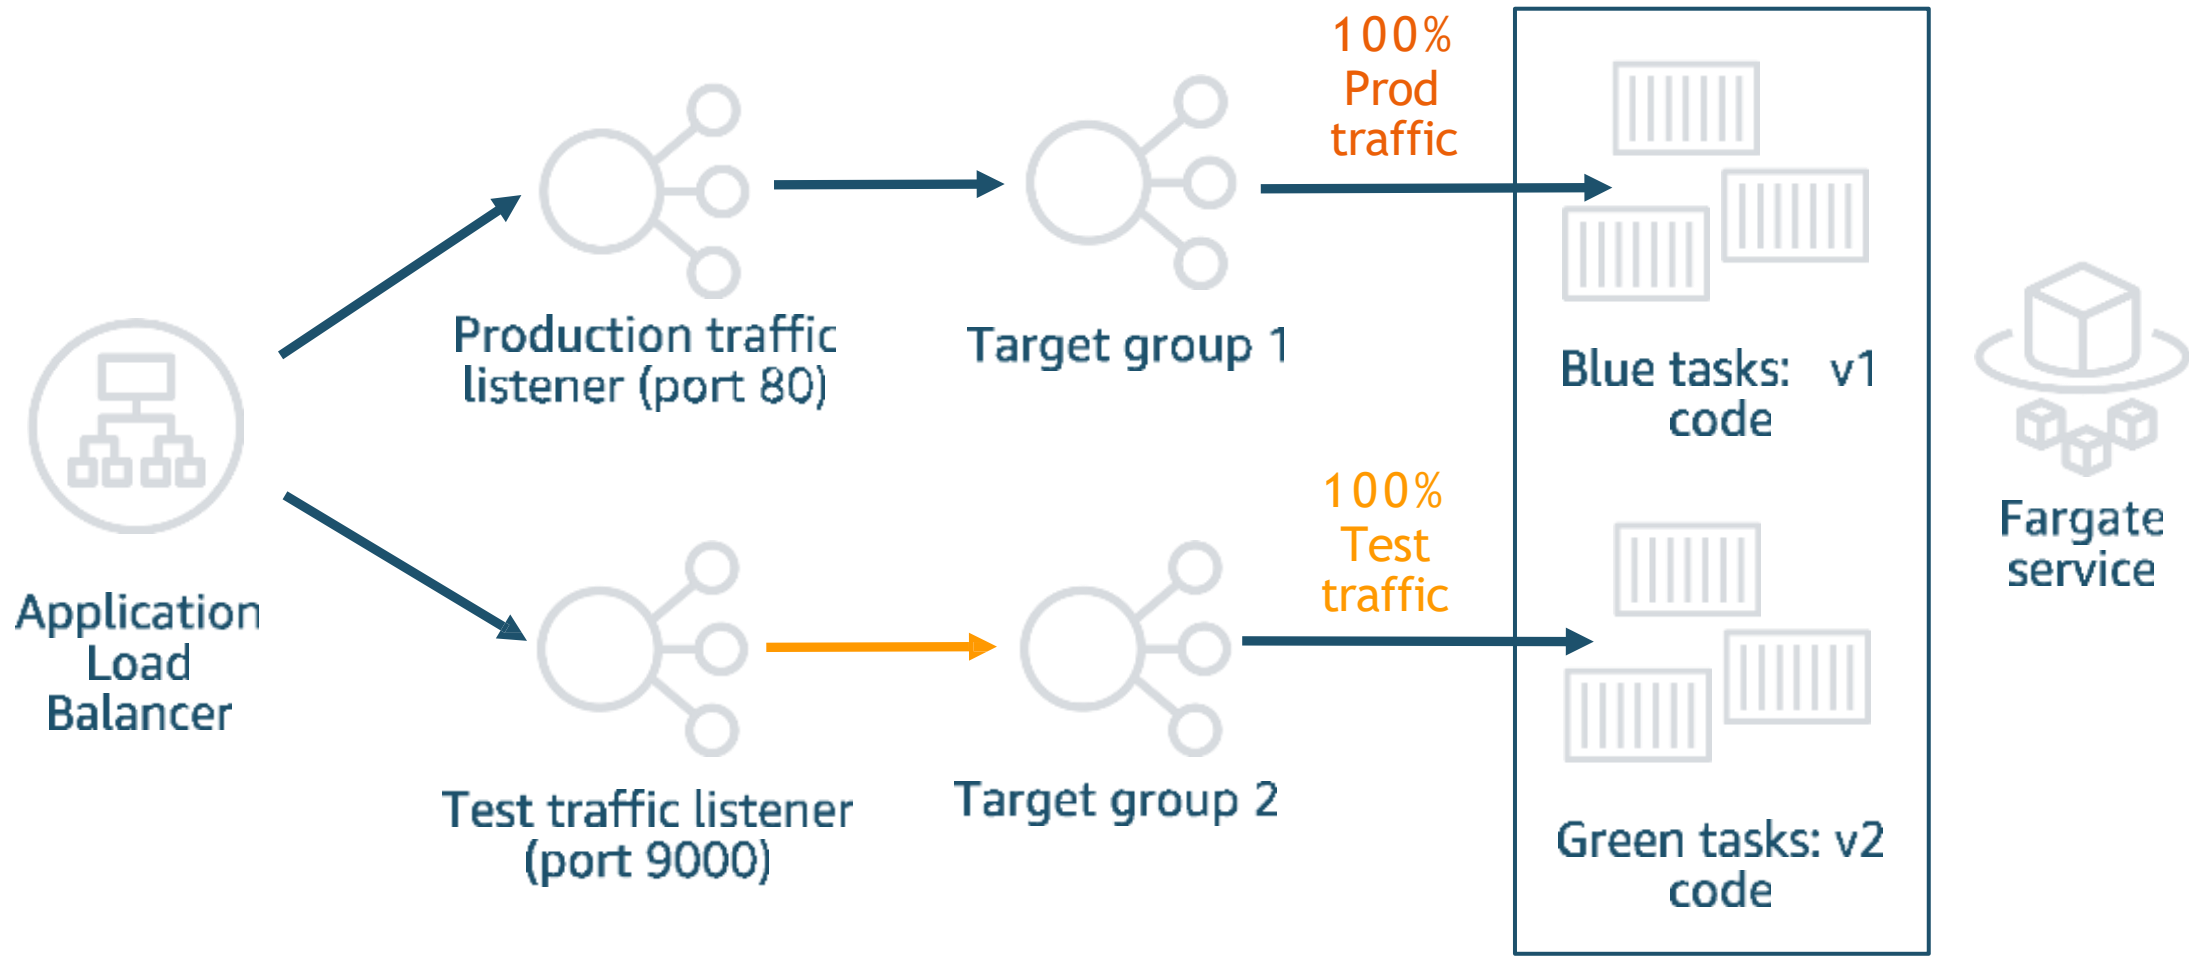 100%
Prod
traffic
Production traffic
listener (port 80)
Target group 1
Blue tasks: v1
code
Application
Load
Balancer
100%
Test
traffic
Fargate
service
Test traffic listener
(port 9000)
Target group 2
Green tasks: v2
code